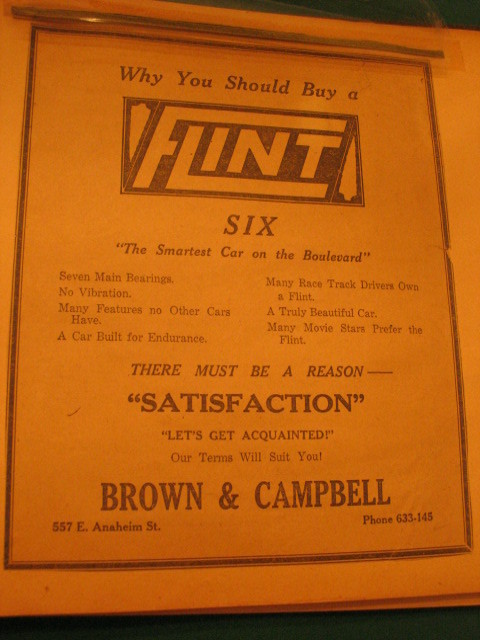 Why You Should Buy a
FLINT
SIX
"The Smartest Car on the Boulevard"
Seven Main Bearings.
No Vibration.
Many Features no Other Cars
Have.
A Car Built for Endurance.
Many Race Track Drivers Own
a Flint.
A Truly Beautiful Car.
Many Movie Stars Prefer the
Flint.
THERE MUST BE A REASON—
"SATISFACTION"
"LET'S GET ACQUAINTED!"
Our Terms Will Suit You!
BROWN & CAMPBELL
557 E. Anaheim St.
Phone 633-145